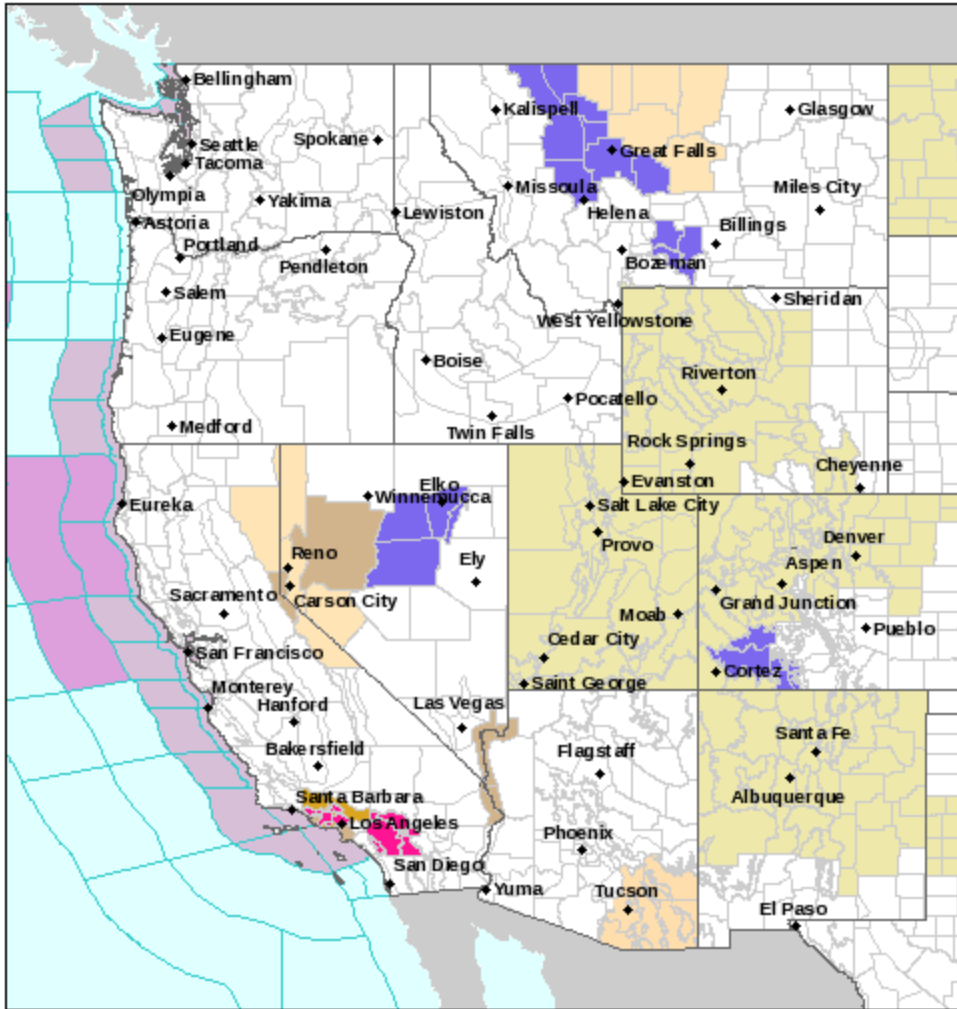 Bellingham
Kalispell
Glasgow
Seattle
Spokane
Great Falls
Tacoma
Missoula
Miles City
Olympia
Yakima
Lewiston
Helena
Astoria
Billings
Portland
Pendleton
Bozeman
Salem
Sheridan
West Yellowstone
Eugene
Boise
Riverton
Pocatello
Medford
Twin Falls
Rock Springs
Cheyenne
Evanston
Elko
Winnemucca
Eureka
Salt Lake City
Denver
Provo
Reno
Ely
Aspen
Sacramento
Carson City
Grand Junction
Moab
Pueblo
San Francisco
Cedar City
Cortez
Saint George
Monterey
Hanford
Las Vegas
Santa Fe
Bakersfield
Flagstaff
Santa Barbara
Albuquerque
Los Angeles
Phoenix
San Diego
Yuma
Tucson
El Paso